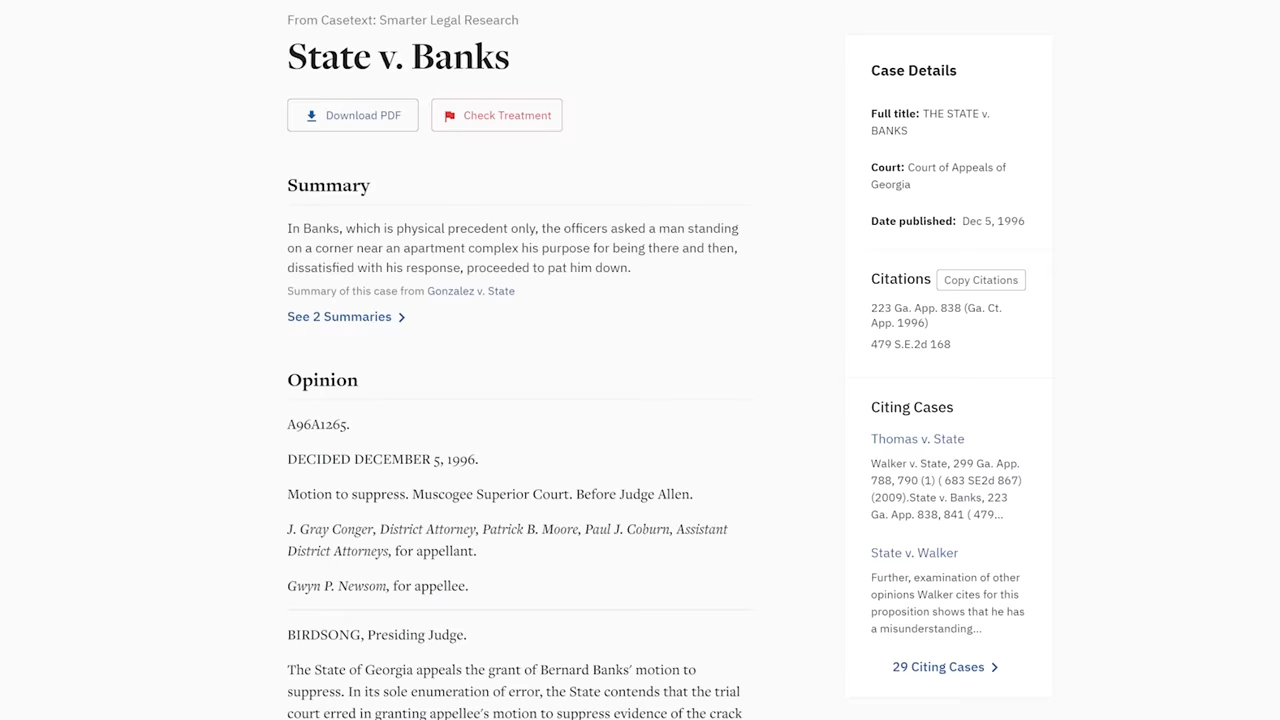 From Casetext: Smarter Legal Research
State v. Banks
Download PDF
Check Treatment
Summary
In Banks, which is physical precedent only, the officers asked a man standing
on a corner near an apartment complex his purpose for being there and then,
dissatisfied with his response, proceeded to pat him down.
Summary of this case from Gonzalez v. State
See 2 Summaries
Opinion
A96A1265.
DECIDED DECEMBER 5, 1996.
Motion to suppress. Muscogee Superior Court. Before Judge Allen.
J. Gray Conger, District Attorney, Patrick B. Moore, Paul J. Coburn, Assistant
District Attorneys, for appellant.
Gwyn P. Newsom, for appellee.
BIRDSONG, Presiding Judge.
The State of Georgia appeals the grant of Bernard Banks' motion to
suppress. In its sole enumeration of error, the State contends that the trial
court erred in granting appellee's motion to suppress evidence of the crack
Case Details
Full title: THE STATE v.
BANKS
Court: Court of Appeals of
Georgia
Date published: Dec 5, 1996
Citations
Copy Citations
223 Ga. App. 838 (Ga. Ct.
App. 1996)
479 S.E.2d 168
Citing Cases
Thomas v. State
Walker v. State, 299 Ga. App.
788, 790 (1) ( 683 SE2d 867)
(2009).State v. Banks, 223
Ga. App. 838, 841 ( 479...
State v. Walker
Further, examination of other
opinions Walker cites for this
proposition shows that he has
a misunderstanding...
29 Citing Cases